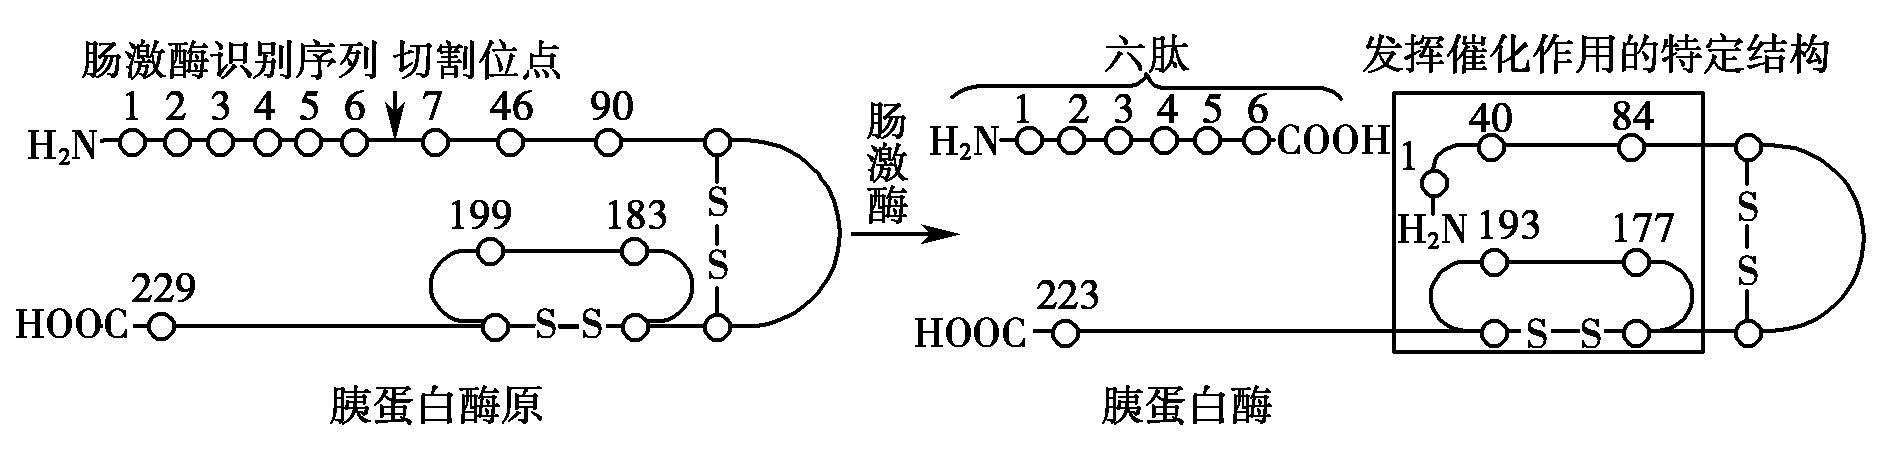 肠激酶识别序列 切割位点
1 2 3 4 5 6 7 46 90
H₂N
S
S
199 183
229
HOOC S S
胰蛋白酶原
肠激酶
六肽
1 2 3 4 5 6
H₂N COOH
发挥催化作用的特定结构
40 84
1
H₂N
S
S
193 177
223
HOOC S S
胰蛋白酶